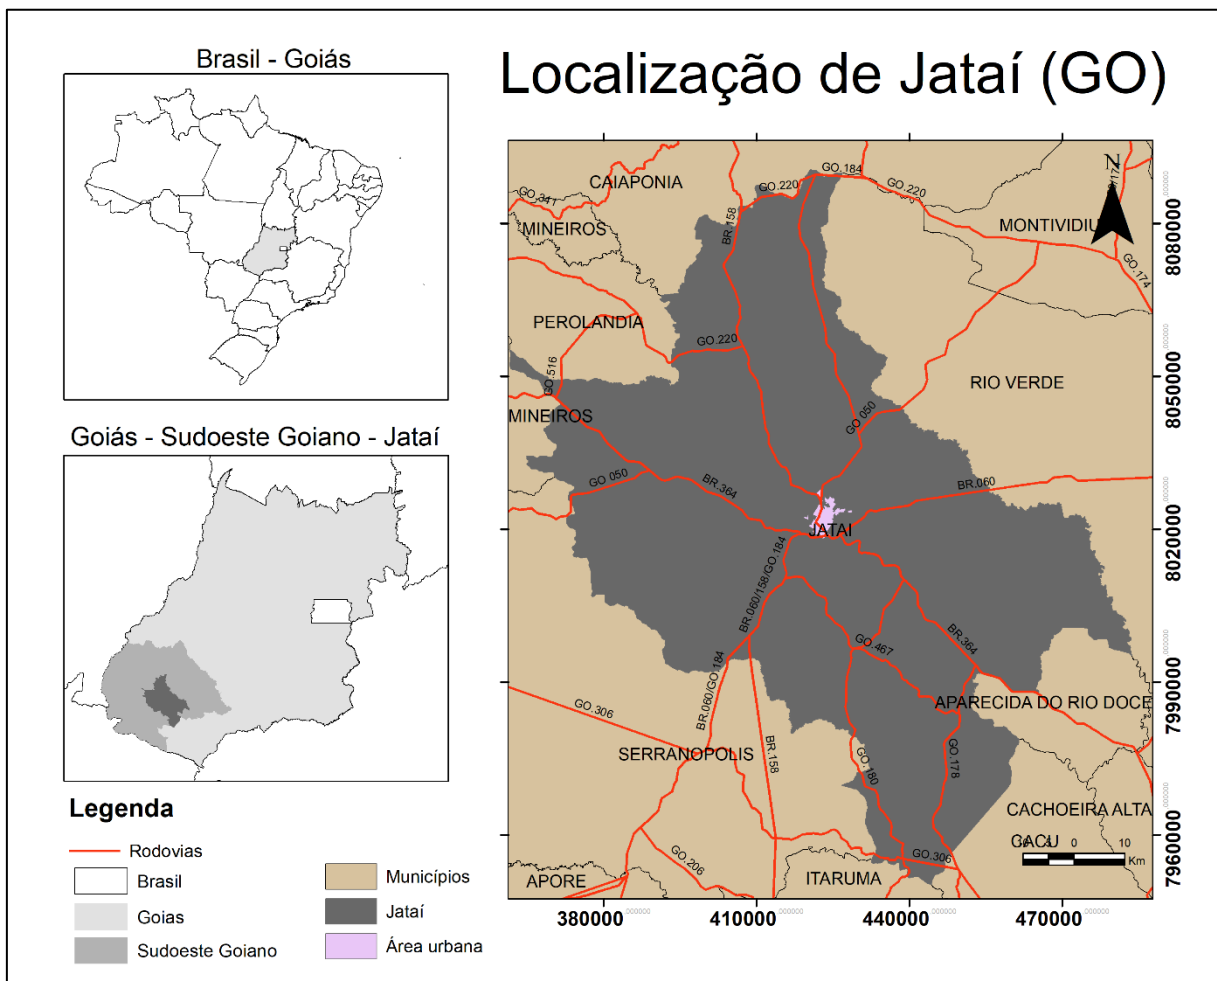 Brasil - Goiás
Localização de Jataí (GO)
Goiás - Sudoeste Goiano - Jataí
CAIAPONIA
GO.184
GO.220
GO.220
N
GO.341
BR.158
MINEIROS
MONTIVIDIU
GO.174
PEROLANDIA
GO.220
RIO VERDE
GO.516
MINEIROS
GO.050
GO 050
BR.364
BR.060
JATAI
BR.060/158/GO.184
GO.467
BR.364
BR.060/GO.184
APARECIDA DO RIO DOCE
GO.306
SERRANOPOLIS
BR.158
GO.180
GO.178
CACHOEIRA ALTA
CACU
GO.306
GO.206
APORE
ITARUMA
0
10
Km
8080000
8050000
8020000
7990000
7960000
380000
410000
440000
470000
Legenda
Rodovias
Brasil
Goias
Sudoeste Goiano
Municípios
Jataí
Área urbana